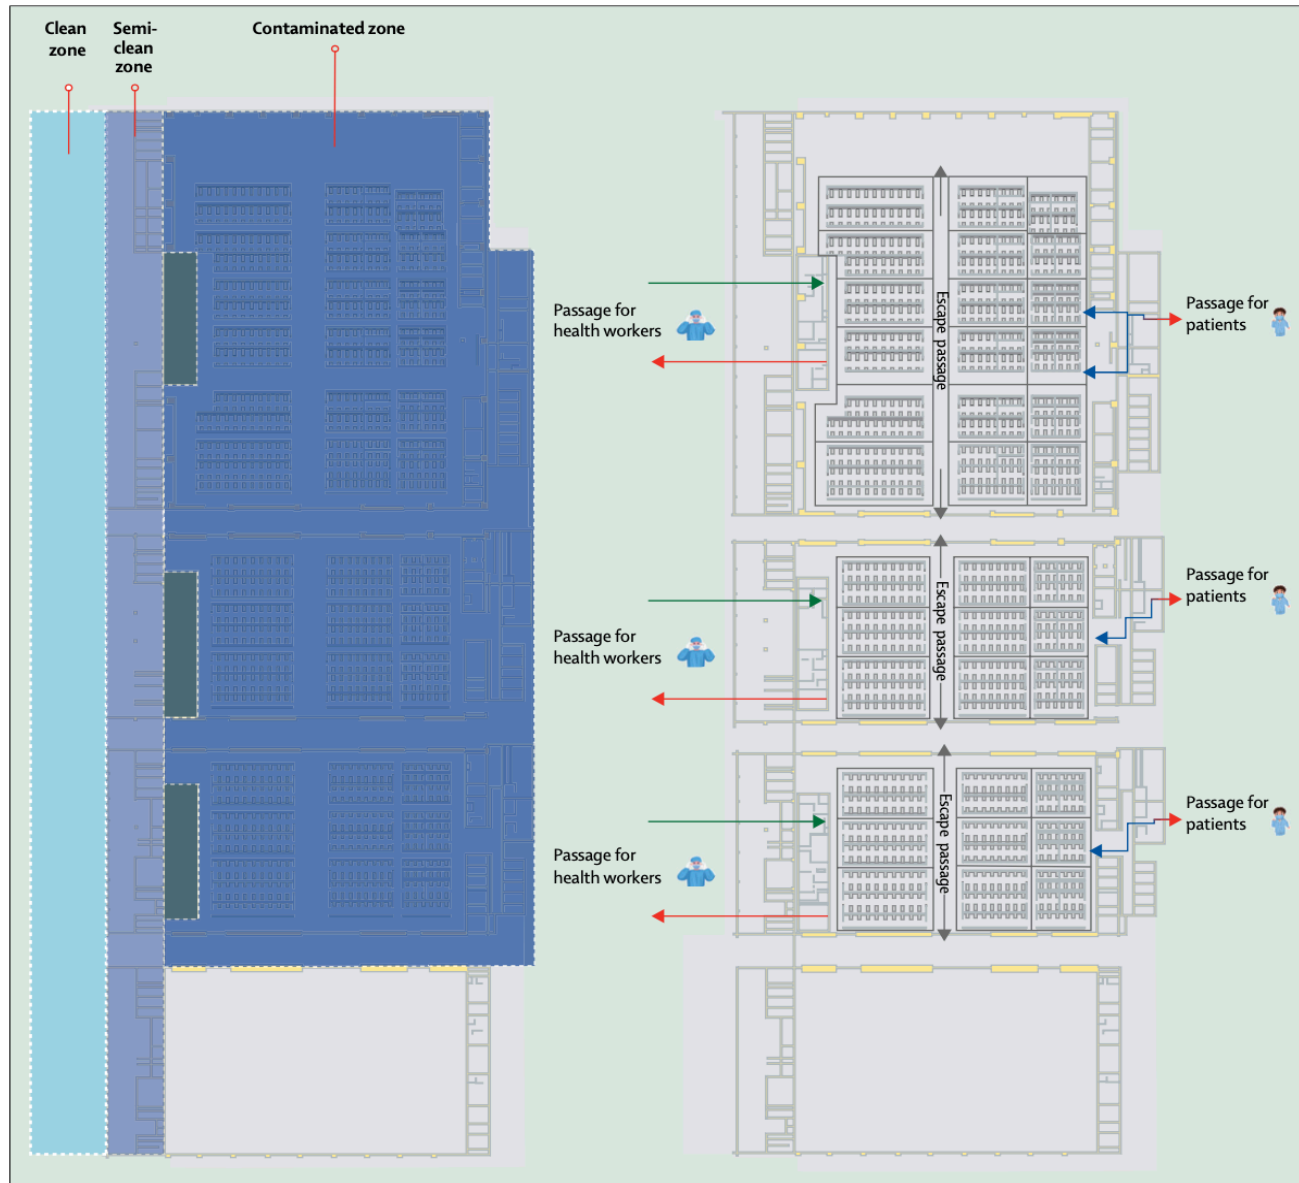 Clean
zone
Semi-
clean
zone
Contaminated zone
Passage for
health workers
Escape passage
Passage for
patients
Passage for
health workers
Escape passage
Passage for
patients
Passage for
health workers
Escape passage
Passage for
patients